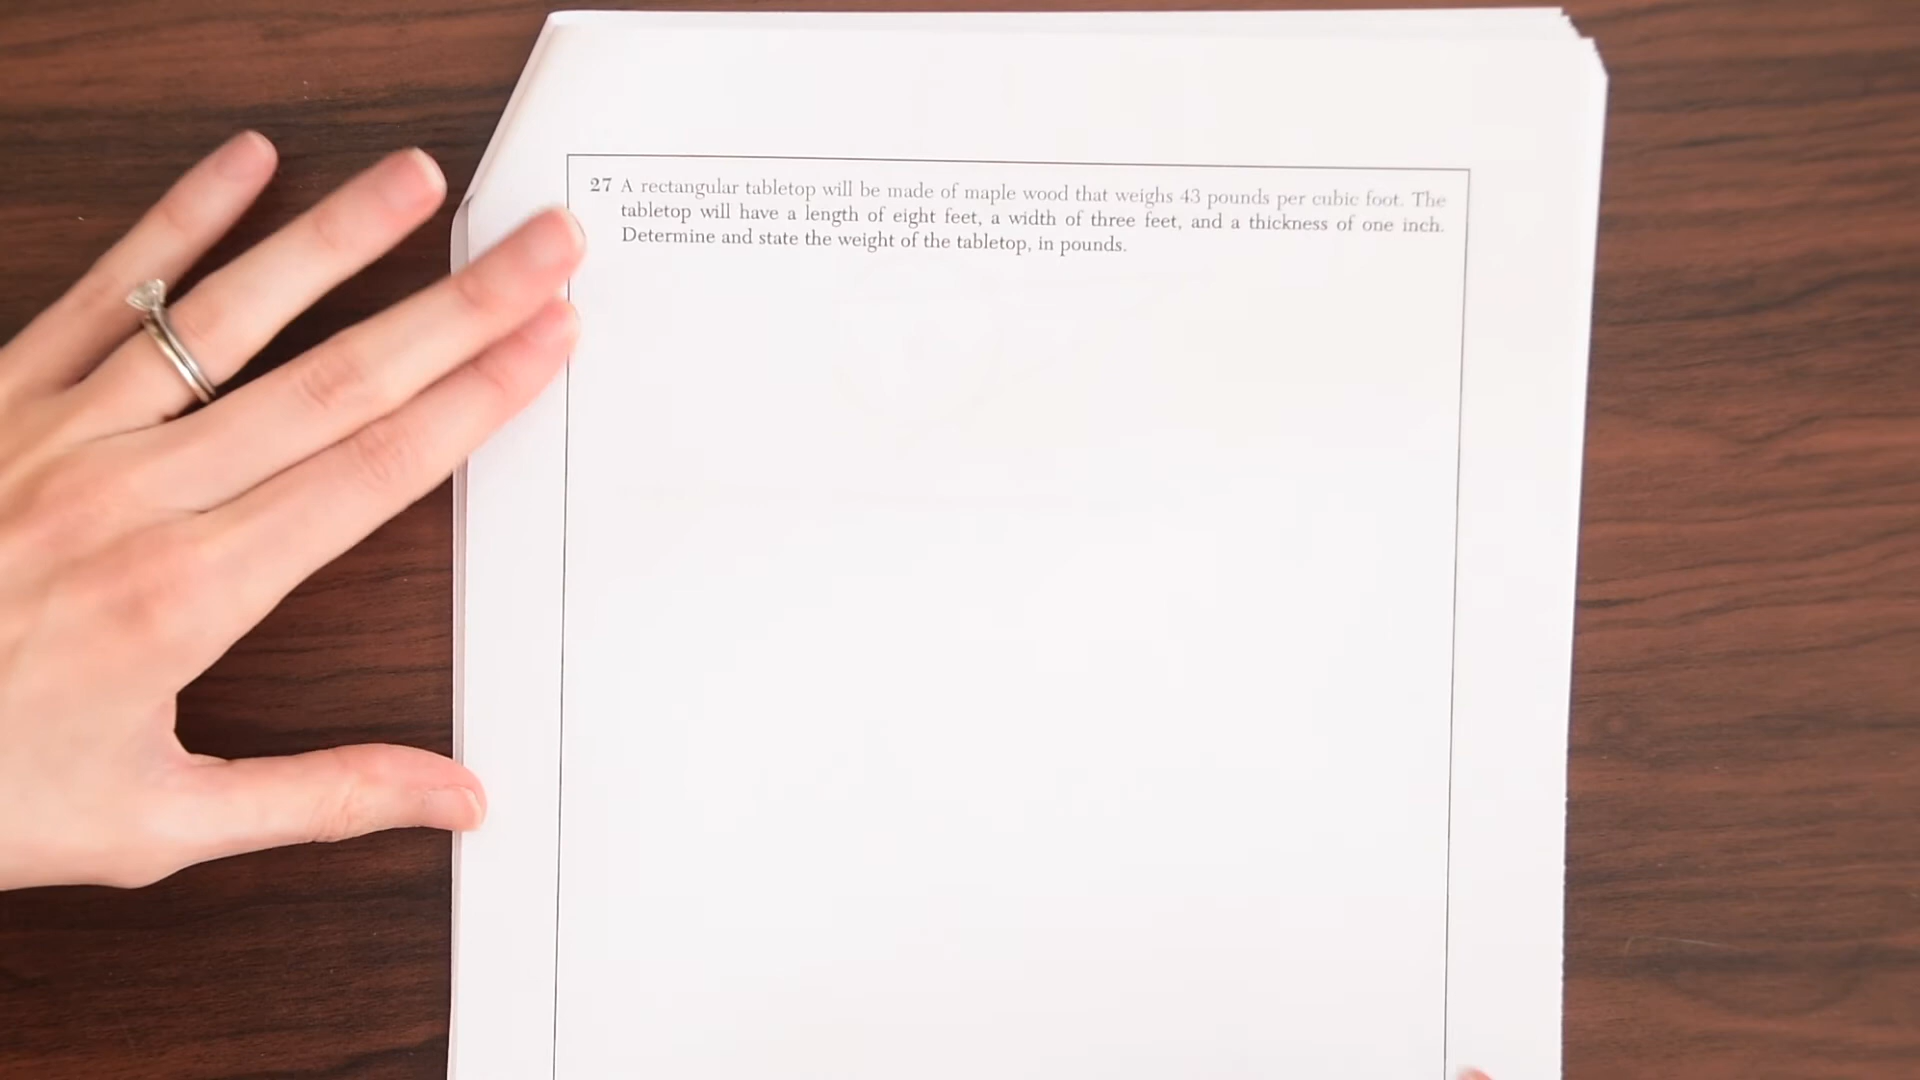 27 A rectangular tabletop will be made of maple wood that weighs 43 pounds per cubic foot. The
tabletop will have a length of eight feet, a width of three feet, and a thickness of one inch.
Determine and state the weight of the tabletop, in pounds.